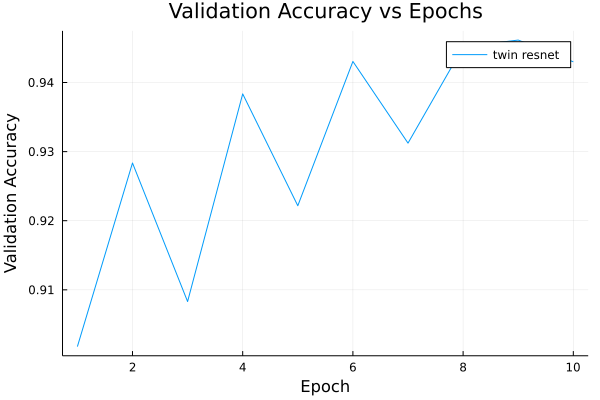 Validation Accuracy vs Epochs
twin resnet
0.94
0.93
0.92
0.91
Validation Accuracy
2 4 6 8 10
Epoch